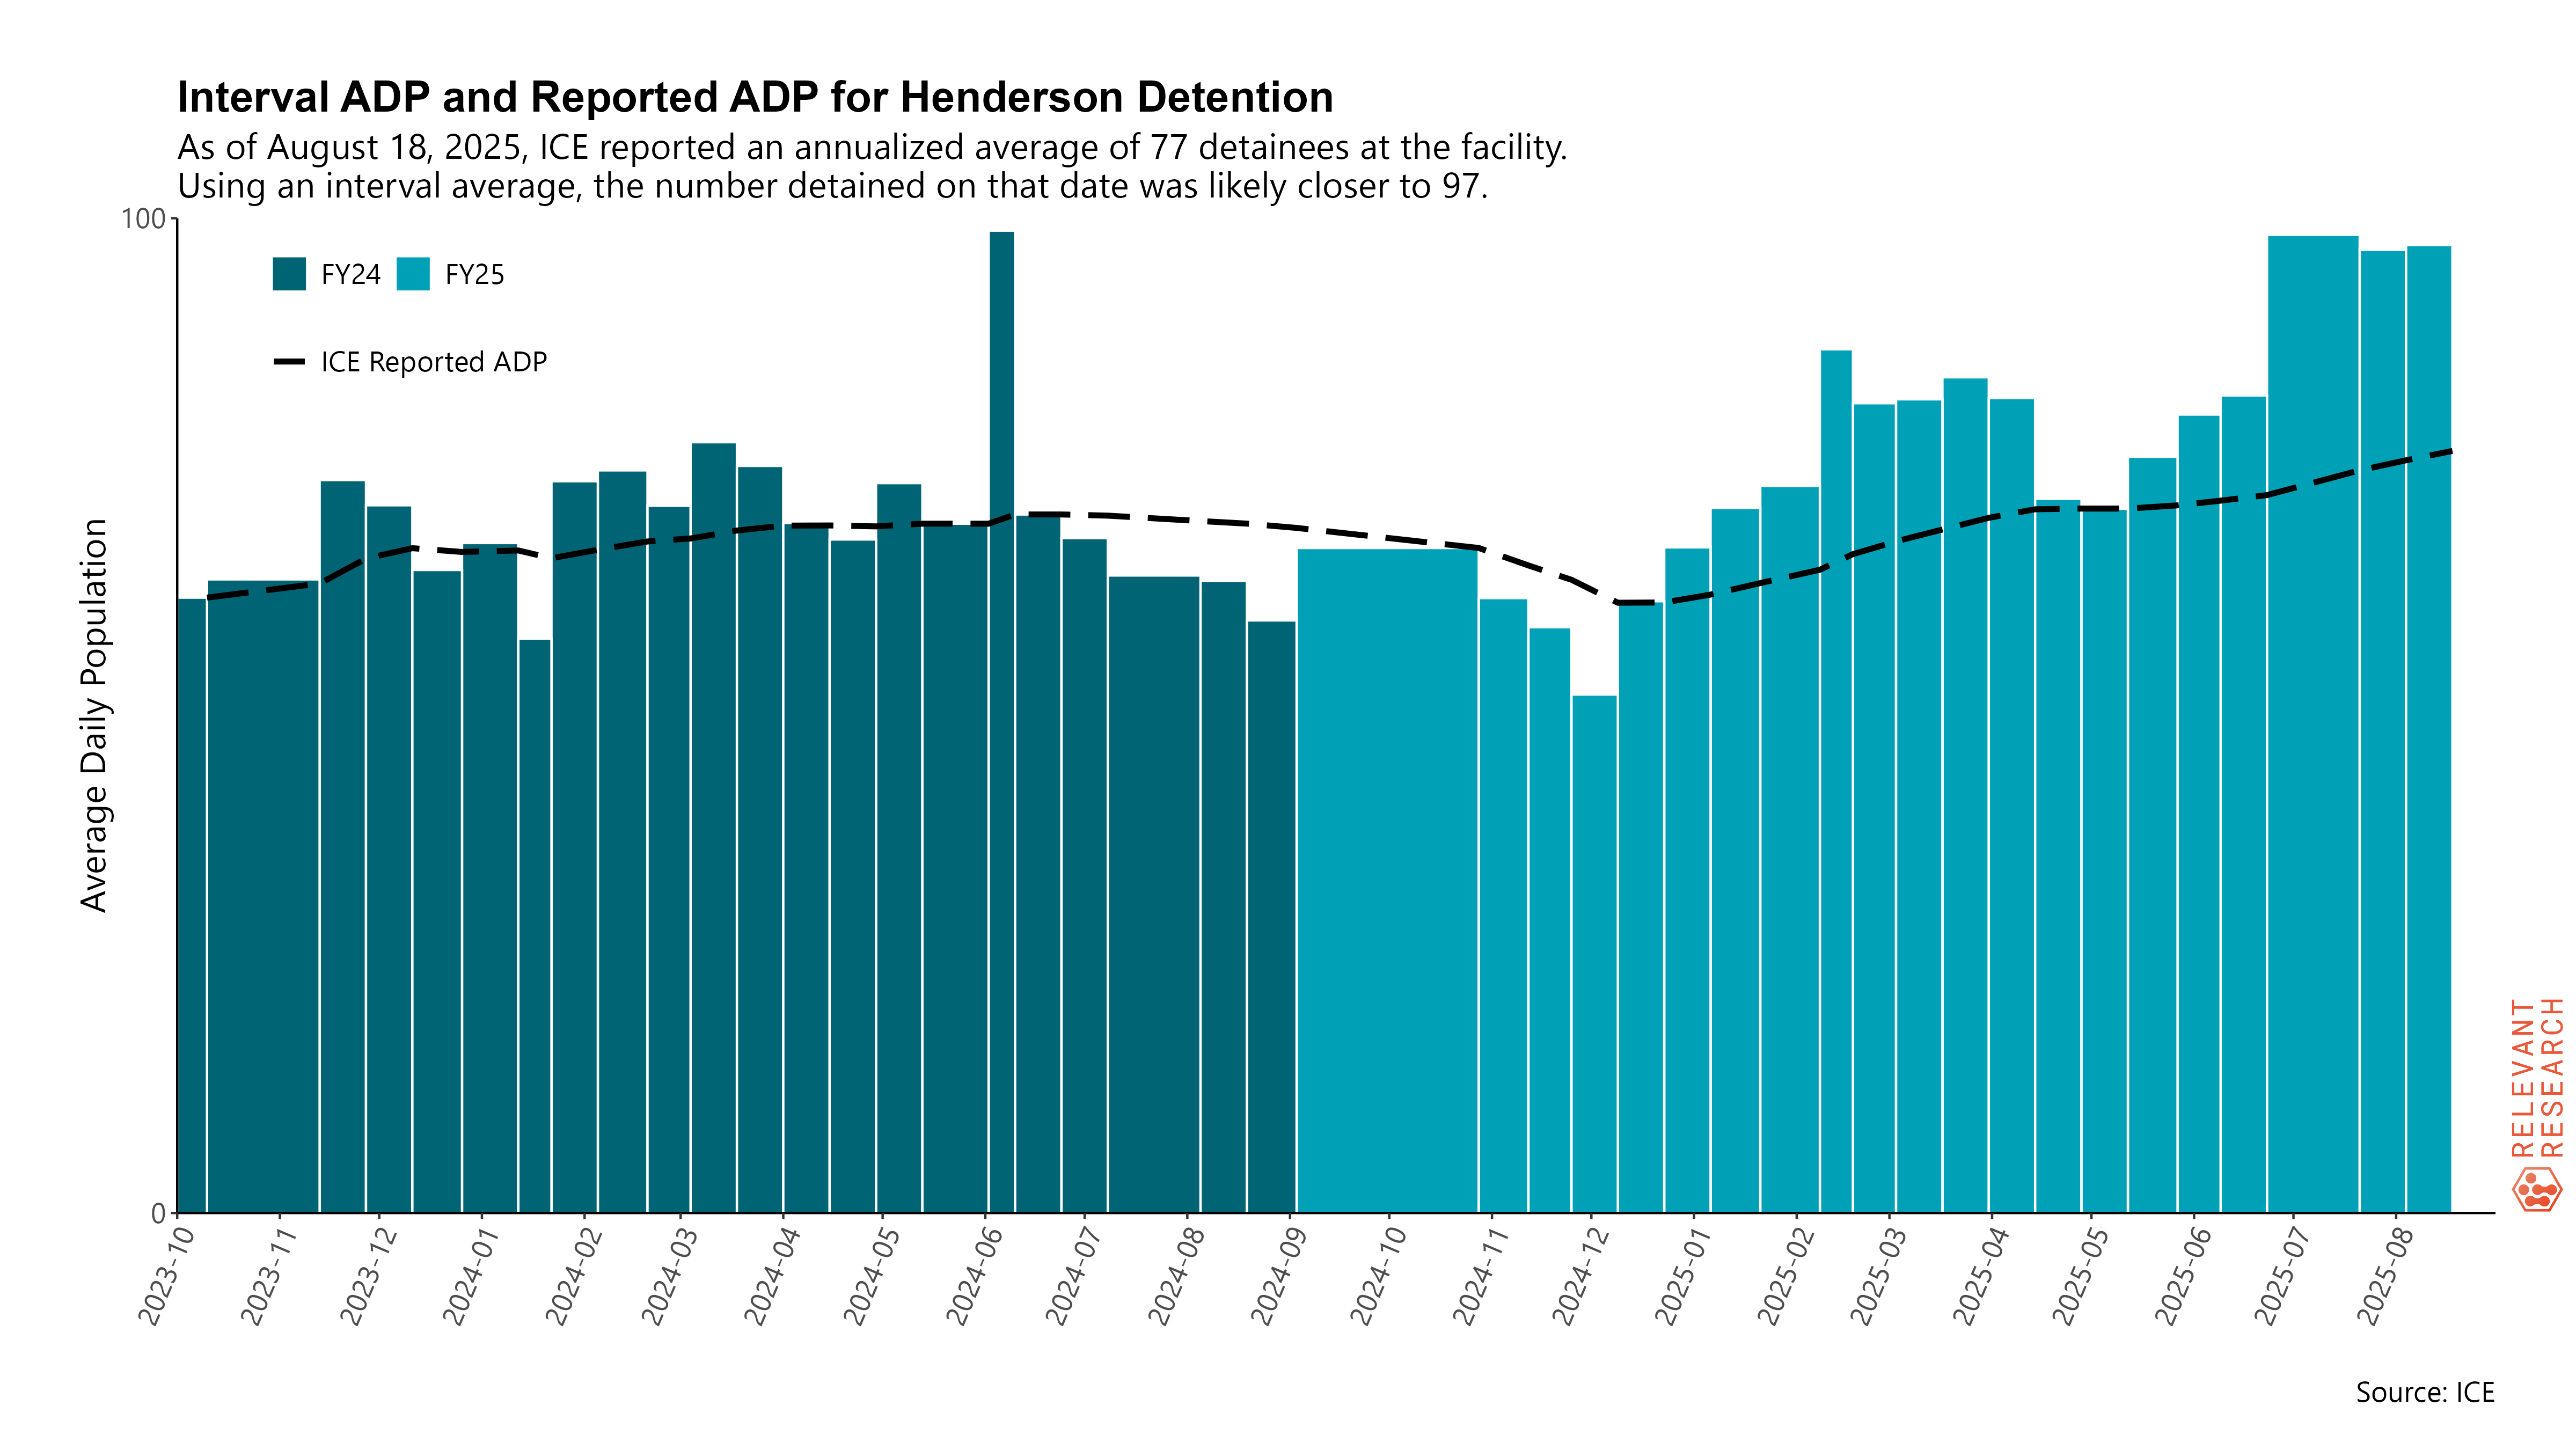 Interval ADP and Reported ADP for Henderson Detention
As of August 18, 2025, ICE reported an annualized average of 77 detainees at the facility.
Using an interval average, the number detained on that date was likely closer to 97.
100
FY24 FY25
ICE Reported ADP
Average Daily Population
0
2023-10
2023-11
2023-12
2024-01
2024-02
2024-03
2024-04
2024-05
2024-06
2024-07
2024-08
2024-09
2024-10
2024-11
2024-12
2025-01
2025-02
2025-03
2025-04
2025-05
2025-06
2025-07
2025-08
RELEVANT
RESEARCH
Source: ICE